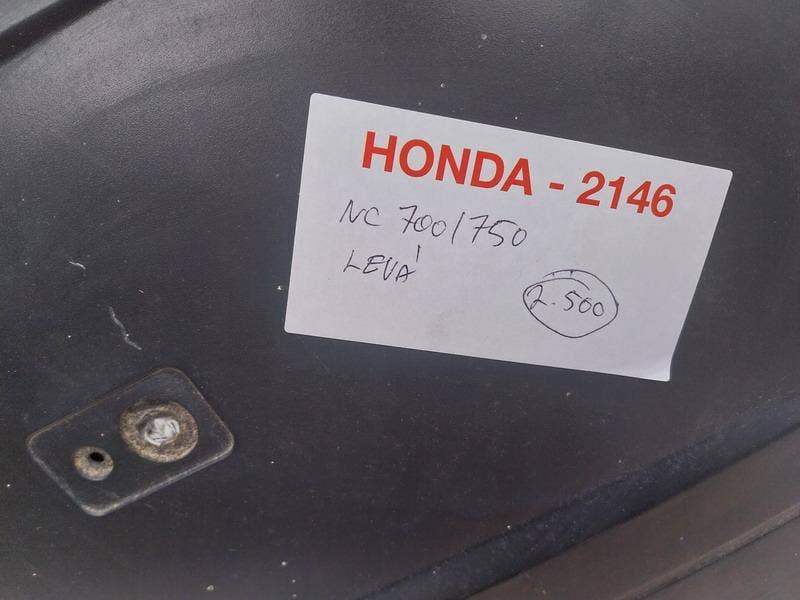 HONDA - 2146
NC 700/750
LEVÁ
2.500